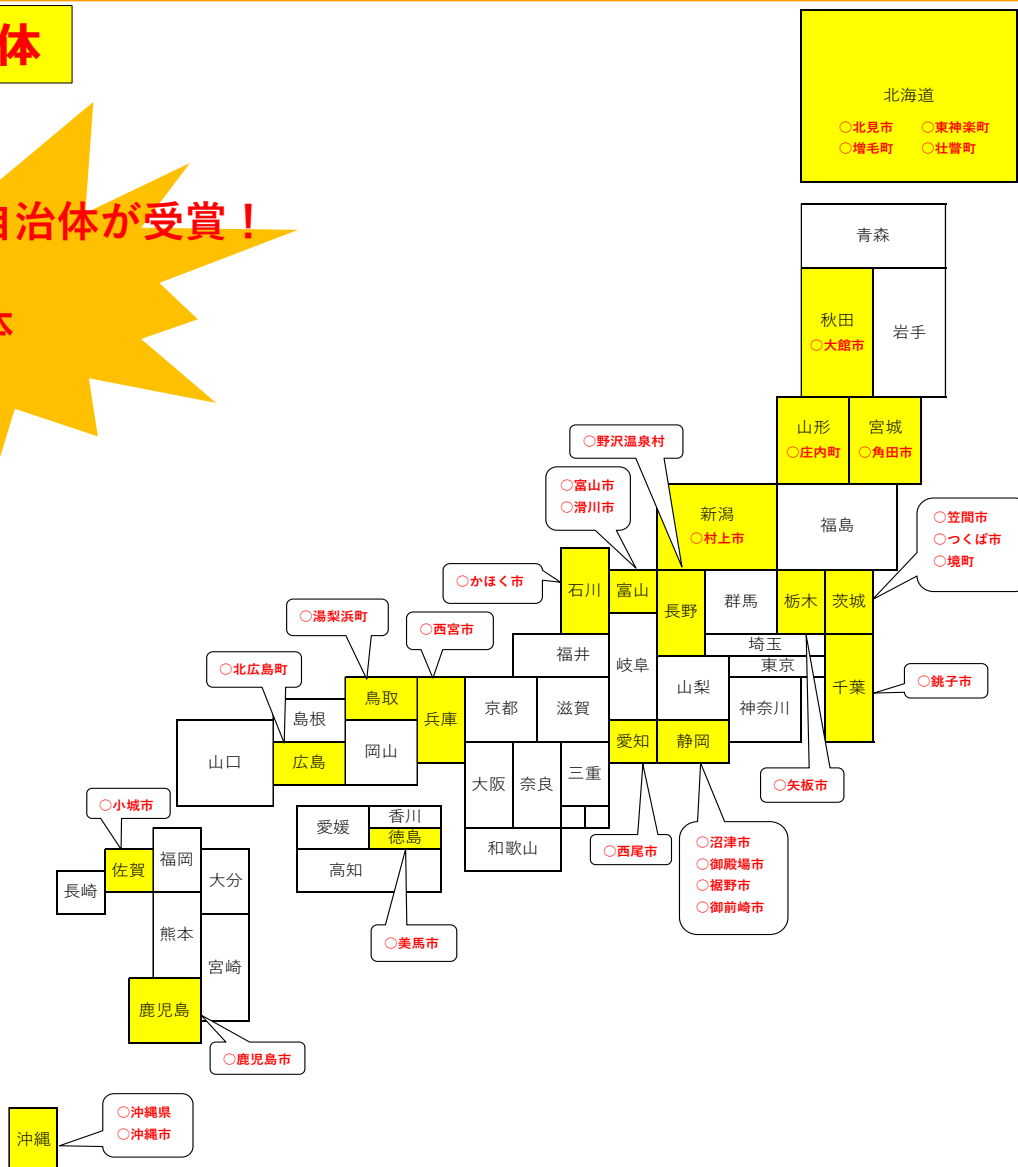 体
自治体が受賞！
本
北海道
○北見市 ○東神楽町
○増毛町 ○壮瞥町
青森
秋田
○大館市
岩手
山形
○庄内町
宮城
○角田市
○野沢温泉村
○富山市
○滑川市
新潟
○村上市
福島
○笠間市
○つくば市
○境町
○かほく市
石川
富山
長野
群馬
栃木
茨城
○湯梨浜町
○西宮市
福井
岐阜
埼玉
東京
千葉
○銚子市
○北広島町
鳥取
兵庫
京都
滋賀
山梨
神奈川
島根
山口
広島
岡山
大阪
奈良
三重
愛知
静岡
○矢板市
○小城市
愛媛
香川
徳島
高知
和歌山
○西尾市
○沼津市
○御殿場市
○裾野市
○御前崎市
長崎
佐賀
福岡
大分
熊本
宮崎
○美馬市
鹿児島
○鹿児島市
沖縄
○沖縄県
○沖縄市